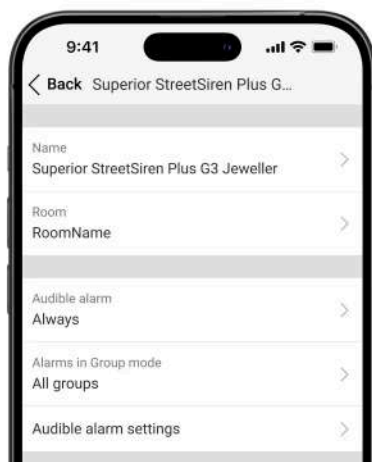 9:41
Back Superior StreetSiren Plus G...
Name
Superior StreetSiren Plus G3 Jeweller
Room
RoomName
Audible alarm
Always
Alarms in Group mode
All groups
Audible alarm settings